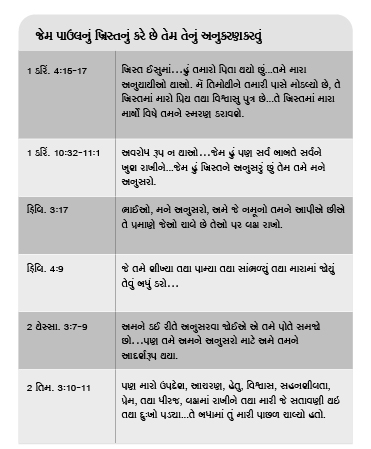 જેમ પાઉલનું ખ્રિસ્તનું કરે છે તેમ તેનું અનુકરણકરવું
1 કરિં. 4:15-17
ખ્રિસ્ત ઈસુમાં...હું તમારો પિતા થયો છું...તમે મારા
અનુયાયીઓ થાઓ. મેં તિમોથીને તમારી પાસે મોકલ્યો છે, તે
ખ્રિસ્તમાં મારો પ્રિય તથા વિશ્વાસુ પુત્ર છે...તે ખ્રિસ્તમાં મારા
માર્ગો વિષે તમને સ્મરણ કરાવશે.
1 કરિં. 10:32-11:1
અવરોધ રૂપ ન થાઓ...જેમ હું પણ સર્વ બાબતે સર્વને
ખુશ રાખીને...જેમ હું ખ્રિસ્તને અનુસરું છું તેમ તમે મને
અનુસરો.
ફિલિ. 3:17
ભાઈઓ, મને અનુસરો, અમે જે નમૂનો તમને આપીએ છીએ
તે પ્રમાણે જેઓ ચાલે છે તેઓ પર લક્ષ રાખો.
ફિલિ. 4:9
જે તમે શીખ્યા તથા પામ્યા તથા સાંભળ્યું તથા મારામાં જોયું
તેવું બધું કરો...
2 થેસ્સા. 3:7-9
અમને કઈ રીતે અનુસરવા જોઈએ એ તમે પોતે સમજો
છો...પણ તમે અમને અનુસરો માટે અમે તમને
આદર્શરૂપ થયા.
2 તિમ. 3:10-11
પણ મારો ઉપદેશ, આચરણ, હેતુ, વિશ્વાસ, સહનશીલતા,
પ્રેમ, તથા ધીરજ, લક્ષમાં રાખીને તથા મારી જે સતાવણી થઈ
તથા દુઃખો પડ્યા...તે બધામાં તું મારી પાછળ ચાલ્યો હતો.